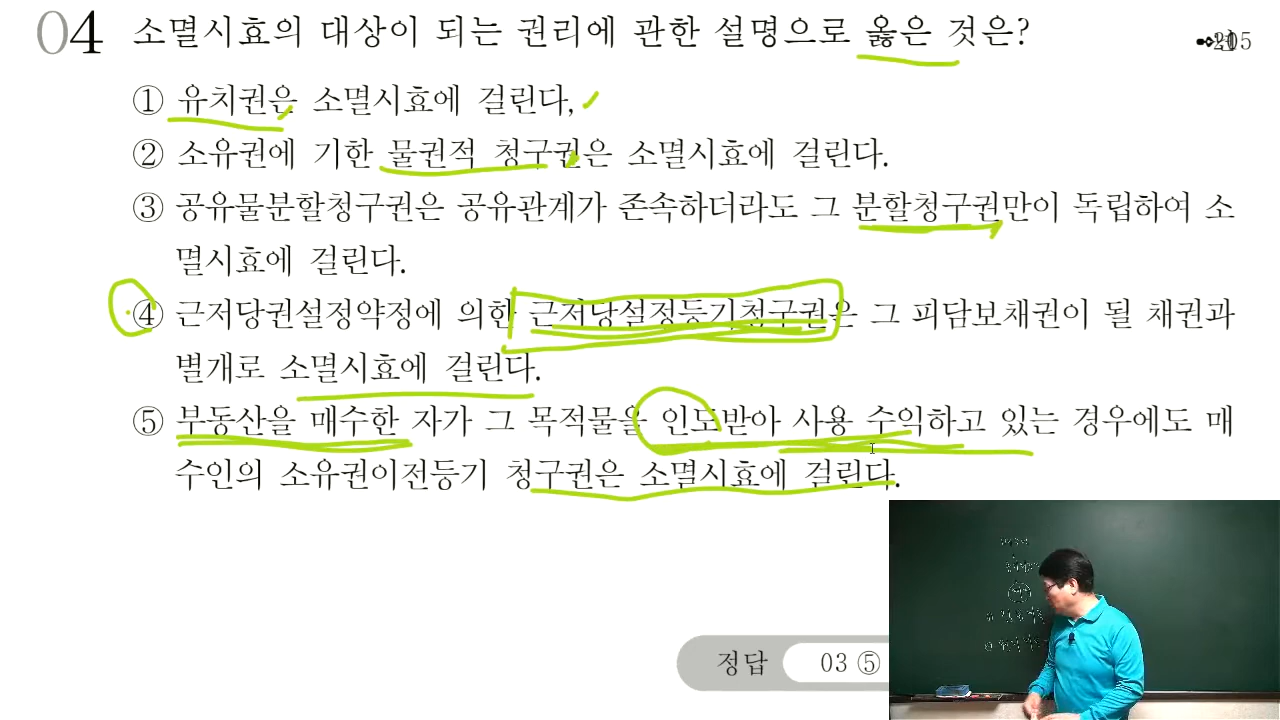 04 소멸시효의 대상이 되는 권리에 관한 설명으로 옳은 것은?
① 유치권은 소멸시효에 걸린다.
② 소유권에 기한 물권적 청구권은 소멸시효에 걸린다.
③ 공유물분할청구권은 공유관계가 존속하더라도 그 분할청구권만이 독립하여 소
멸시효에 걸린다.
④ 근저당권설정약정에 의한 근저당설정등기청구권은 그 피담보채권이 될 채권과
별개로 소멸시효에 걸린다.
⑤ 부동산을 매수한 자가 그 목적물을 인도받아 사용 수익하고 있는 경우에도 매
수인의 소유권이전등기 청구권은 소멸시효에 걸린다.
정답 03 ⑤